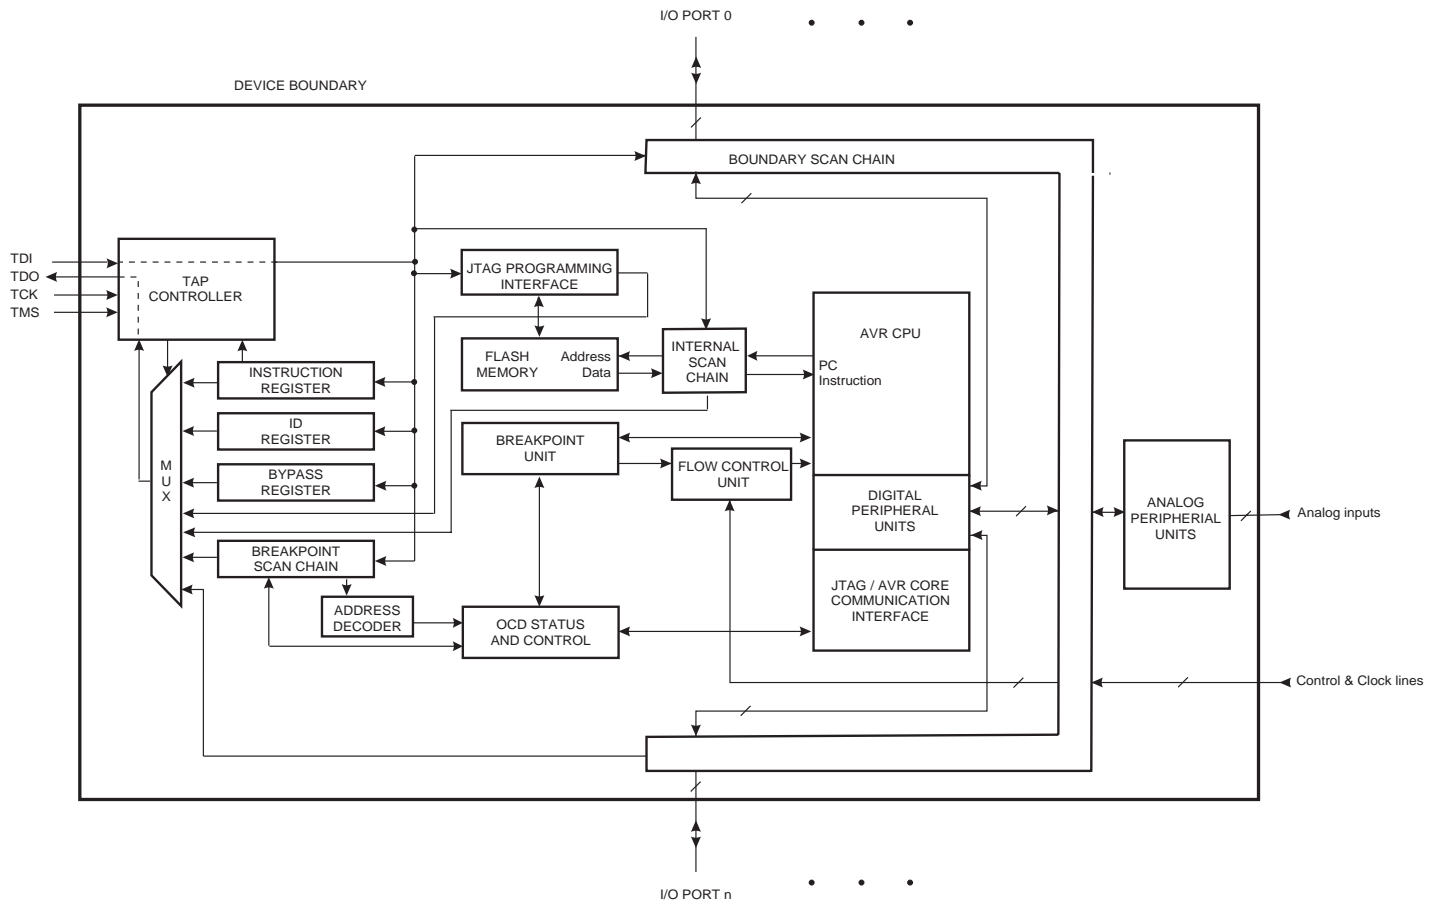 I/O PORT 0
DEVICE BOUNDARY
BOUNDARY SCAN CHAIN
TDI
TDO
TCK
TMS
TAP
CONTROLLER
JTAG PROGRAMMING
INTERFACE
AVR CPU
FLASH
MEMORY
Address
Data
INTERNAL
SCAN
CHAIN
PC
Instruction
INSTRUCTION
REGISTER
ID
REGISTER
BREAKPOINT
UNIT
FLOW CONTROL
UNIT
M
U
X
BYPASS
REGISTER
DIGITAL
PERIPHERAL
UNITS
ANALOG
PERIPHERIAL
UNITS
Analog inputs
BREAKPOINT
SCAN CHAIN
ADDRESS
DECODER
OCD STATUS
AND CONTROL
JTAG / AVR CORE
COMMUNICATION
INTERFACE
Control & Clock lines
I/O PORT n